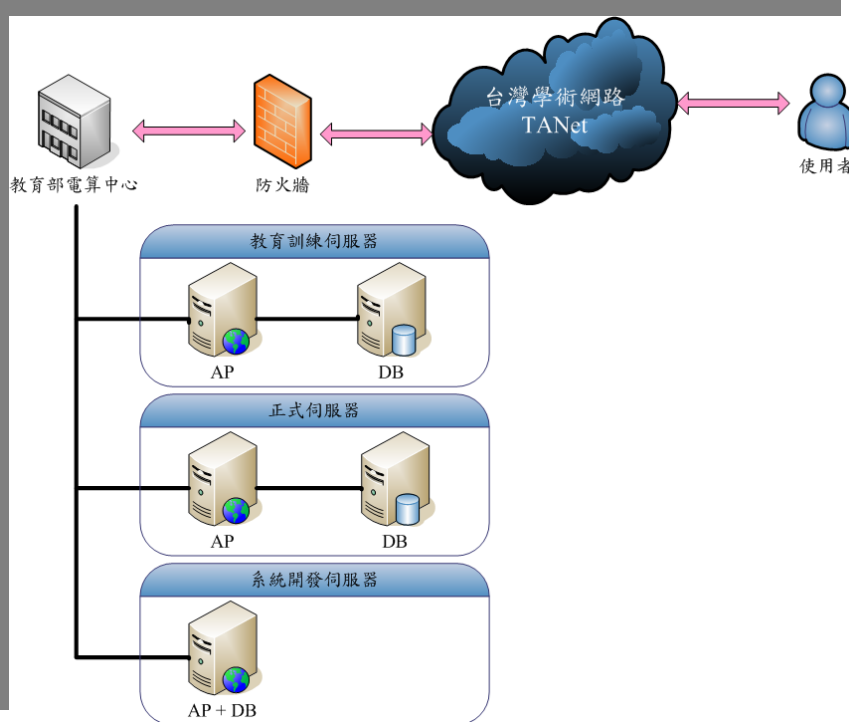 台灣學術網路
TANet
教育部電算中心
防火牆
使用者
教育訓練伺服器
AP
DB
正式伺服器
AP
DB
系統開發伺服器
AP + DB